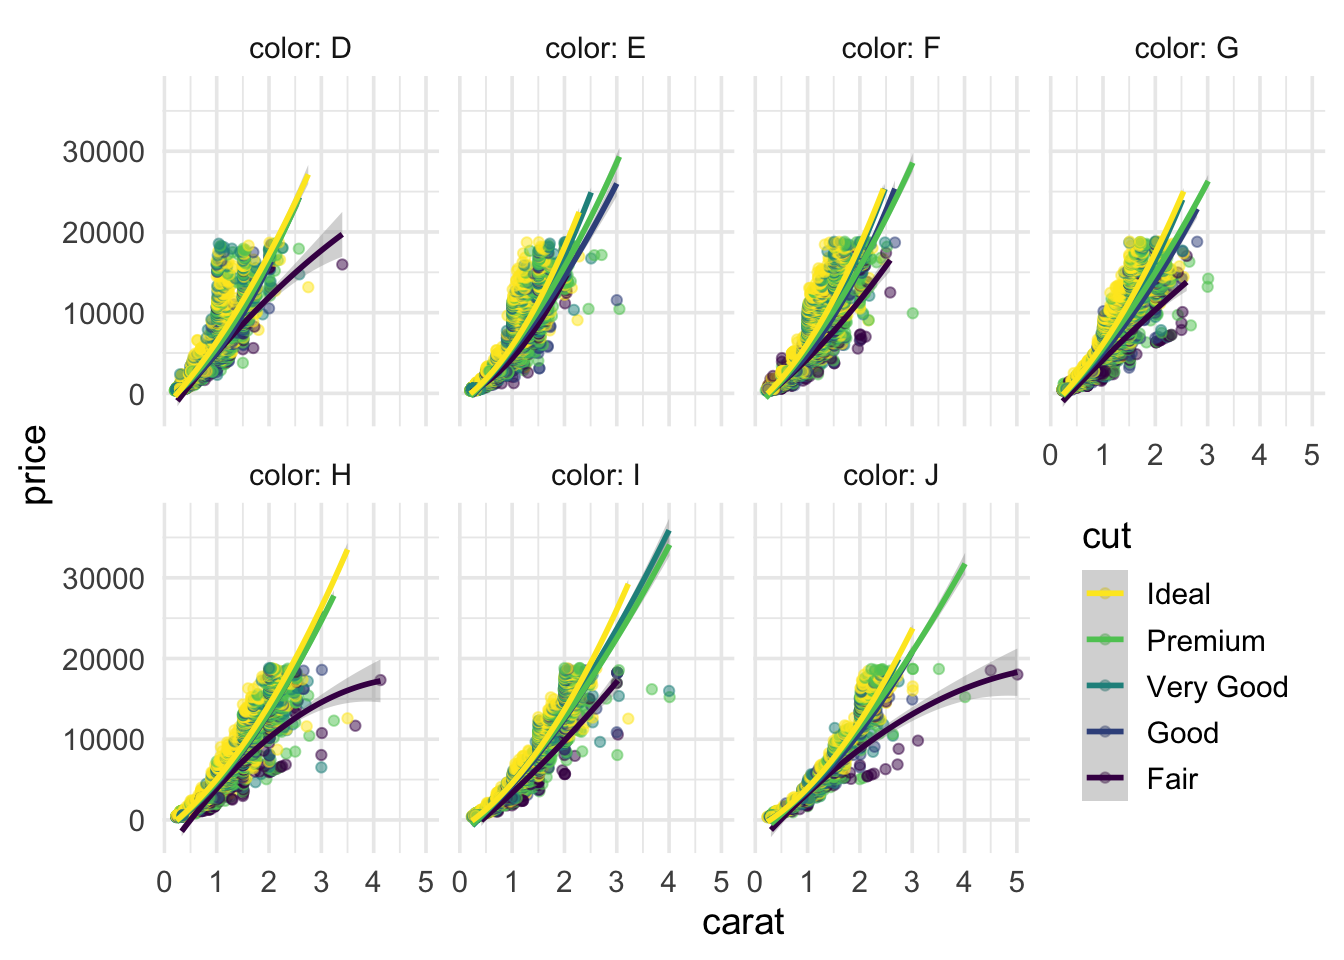 color: D color: E color: F color: G
30000
20000
10000
0
price
0 1 2 3 4 5
color: H color: I color: J
30000
20000
10000
0
0 1 2 3 4 5 0 1 2 3 4 5 0 1 2 3 4 5
carat
cut
Ideal
Premium
Very Good
Good
Fair